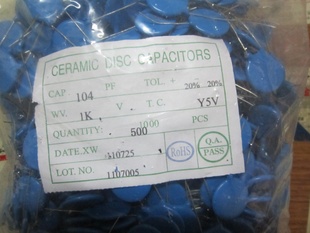 CERAMIC DISC CAPACITORS
CAP 104 PF TOL. + 20% 20%
WV. 1K V T.C. Y5V
1000
QUANTITY: 500 PCS
DATE.XW 110725
LOT. NO. 1107005
RoHS
Q.A.
PASS